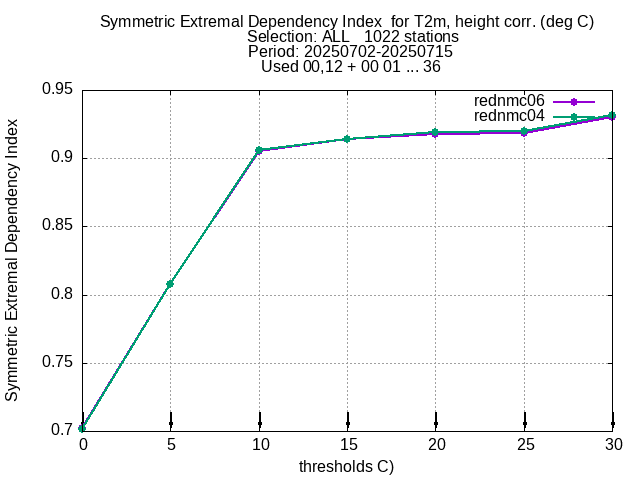 Symmetric Extremal Dependency Index  for T2m, height corr. (deg C)
Selection: ALL   1022 stations
Period: 20250702-20250715
Used 00,12 + 00 01 ... 36
rednmc06
rednmc04
Symmetric Extremal Dependency Index
0.95
0.9
0.85
0.8
0.75
0.7
0 5 10 15 20 25 30
thresholds C)